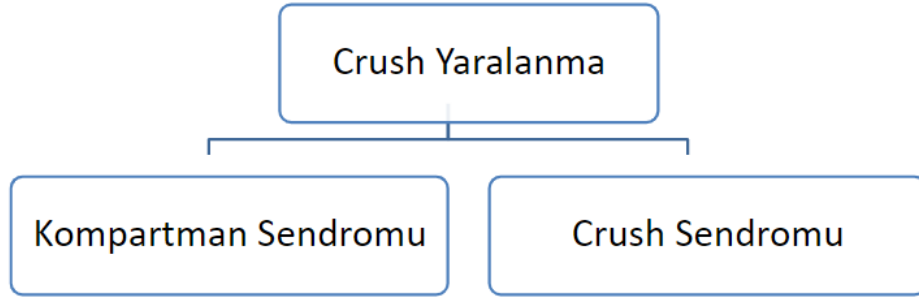 Crush Yaralanma
Kompartman Sendromu
Crush Sendromu